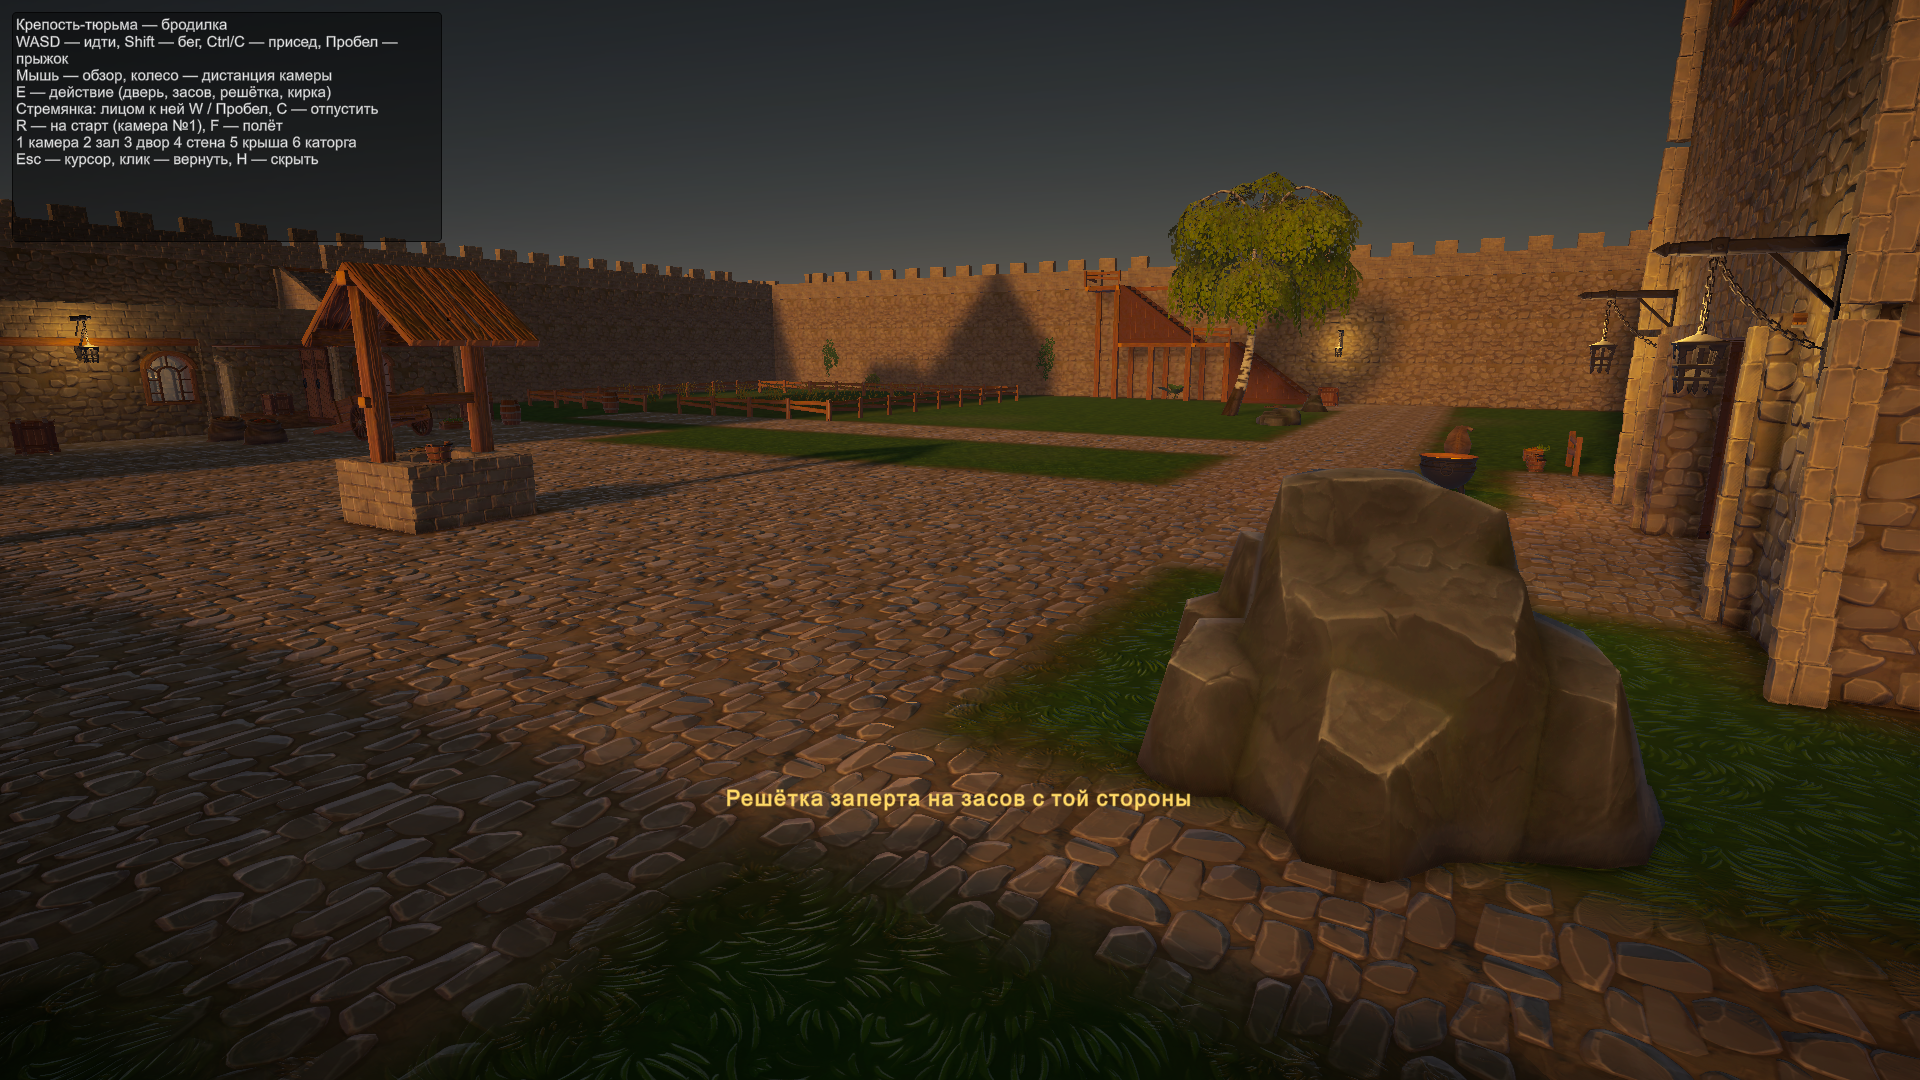 Крепость-тюрьма — бродилка
WASD — идти, Shift — бег, Ctrl/C — присед, Пробел —
прыжок
Мышь — обзор, колесо — дистанция камеры
E — действие (дверь, засов, решётка, кирка)
Стремянка: лицом к ней W / Пробел, C — отпустить
R — на старт (камера №1), F — полёт
1 камера 2 зал 3 двор 4 стена 5 крыша 6 каторга
Esc — курсор, клик — вернуть, H — скрыть
Решётка заперта на засов с той стороны